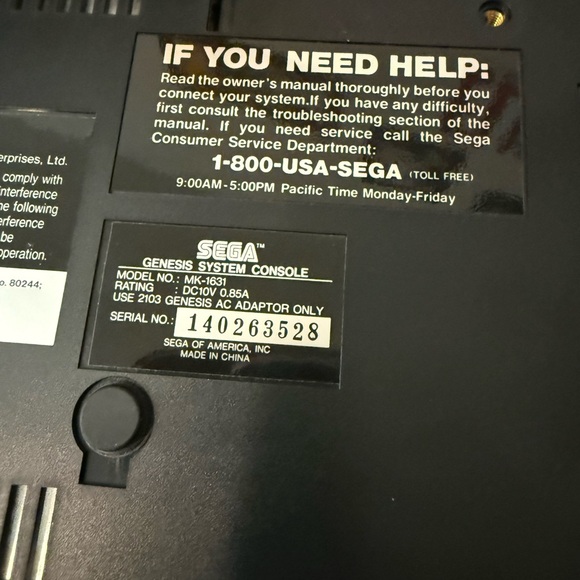 IF YOU NEED HELP:
Read the owner's manual thoroughly before you
connect your system.If you have any difficulty,
first consult the troubleshooting section of the
manual. If you need service call the Sega
Consumer Service Department:
1-800-USA-SEGA (TOLL FREE)
9:00AM-5:00PM Pacific Time Monday-Friday
erprises, Ltd.
comply with
interference
he following
erference
be
operation.
o. 80244;
SEGA™
GENESIS SYSTEM CONSOLE
MODEL NO.: MK-1631
RATING : DC10V 0.85A
USE 2103 GENESIS AC ADAPTOR ONLY
SERIAL NO.: 140263528
SEGA OF AMERICA, INC
MADE IN CHINA